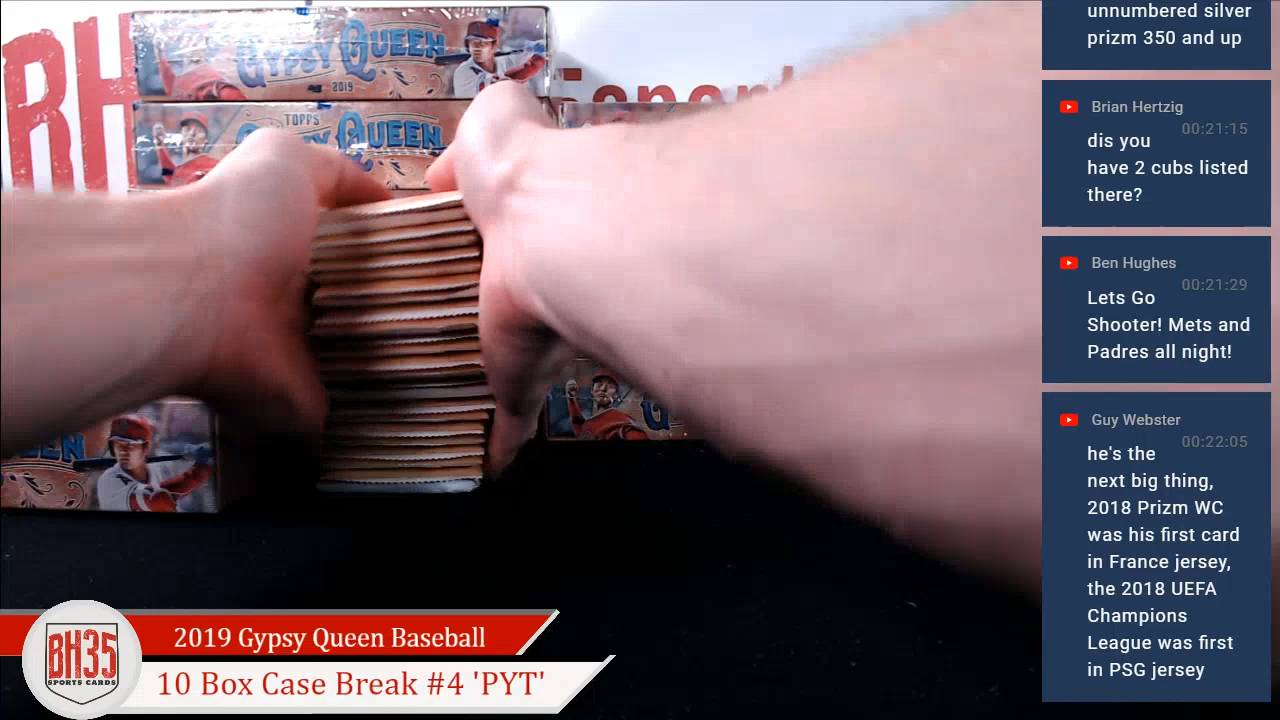 BH
GYPSY QUEEN
2019
TOPPS
GYPSY QUEEN
unnumbered silver
prizm 350 and up
Brian Hertzig
00:21:15
dis you
have 2 cubs listed
there?
Ben Hughes
00:21:29
Lets Go
Shooter! Mets and
Padres all night!
Guy Webster
00:22:05
he's the
next big thing,
2018 Prizm WC
was his first card
in France jersey,
the 2018 UEFA
Champions
League was first
in PSG jersey
BH35
SPORTS CARDS
2019 Gypsy Queen Baseball
10 Box Case Break #4 'PYT'